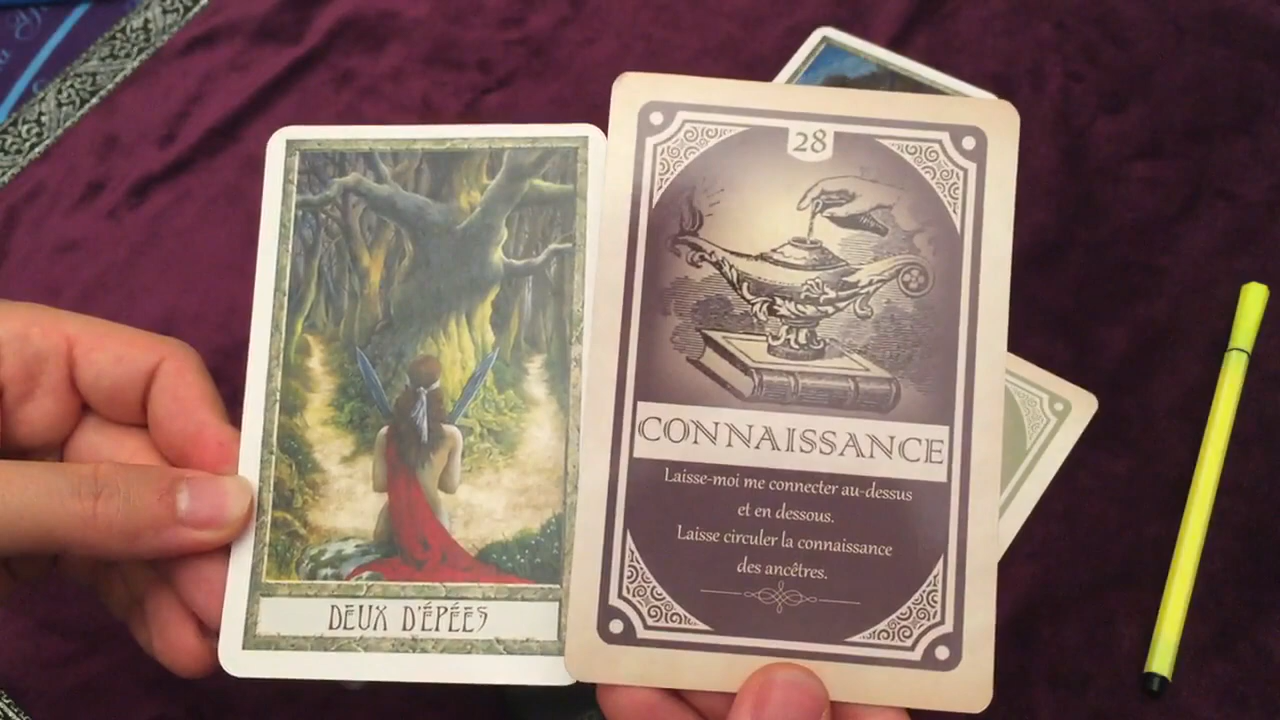 DEUX D'ÉPÉES
28
CONNAISSANCE
Laisse-moi me connecter au-dessus
et en dessous.
Laisse circuler la connaissance
des ancêtres.